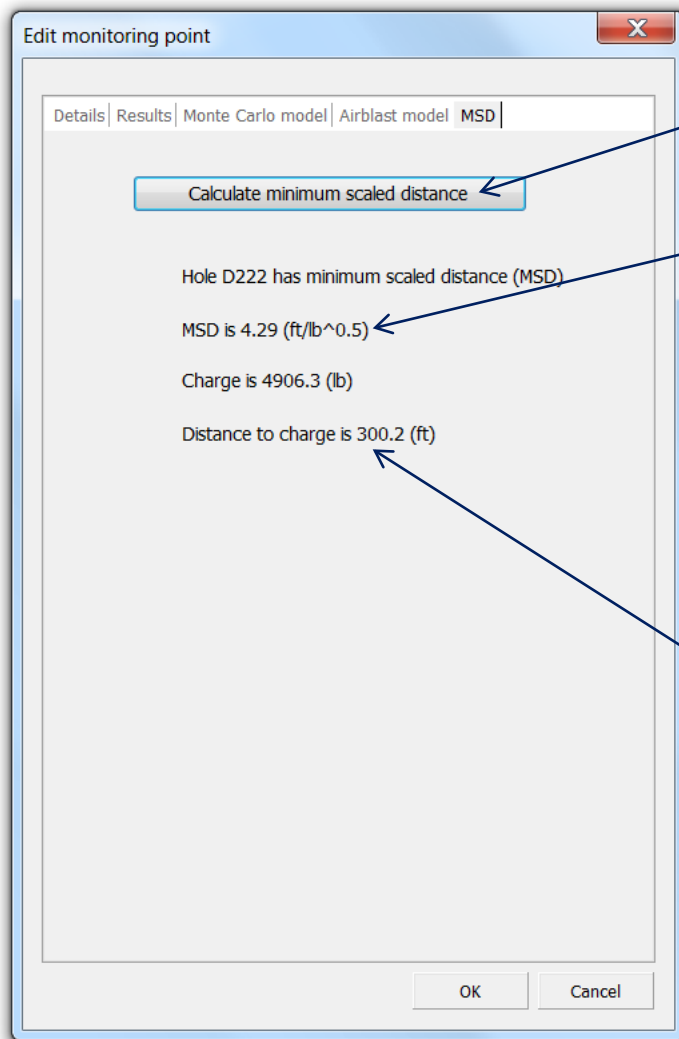 Edit monitoring point
Details Results Monte Carlo model Airblast model MSD
Calculate minimum scaled distance
Hole D222 has minimum scaled distance (MSD)
MSD is 4.29 (ft/lb^0.5)
Charge is 4906.3 (lb)
Distance to charge is 300.2 (ft)
OK Cancel